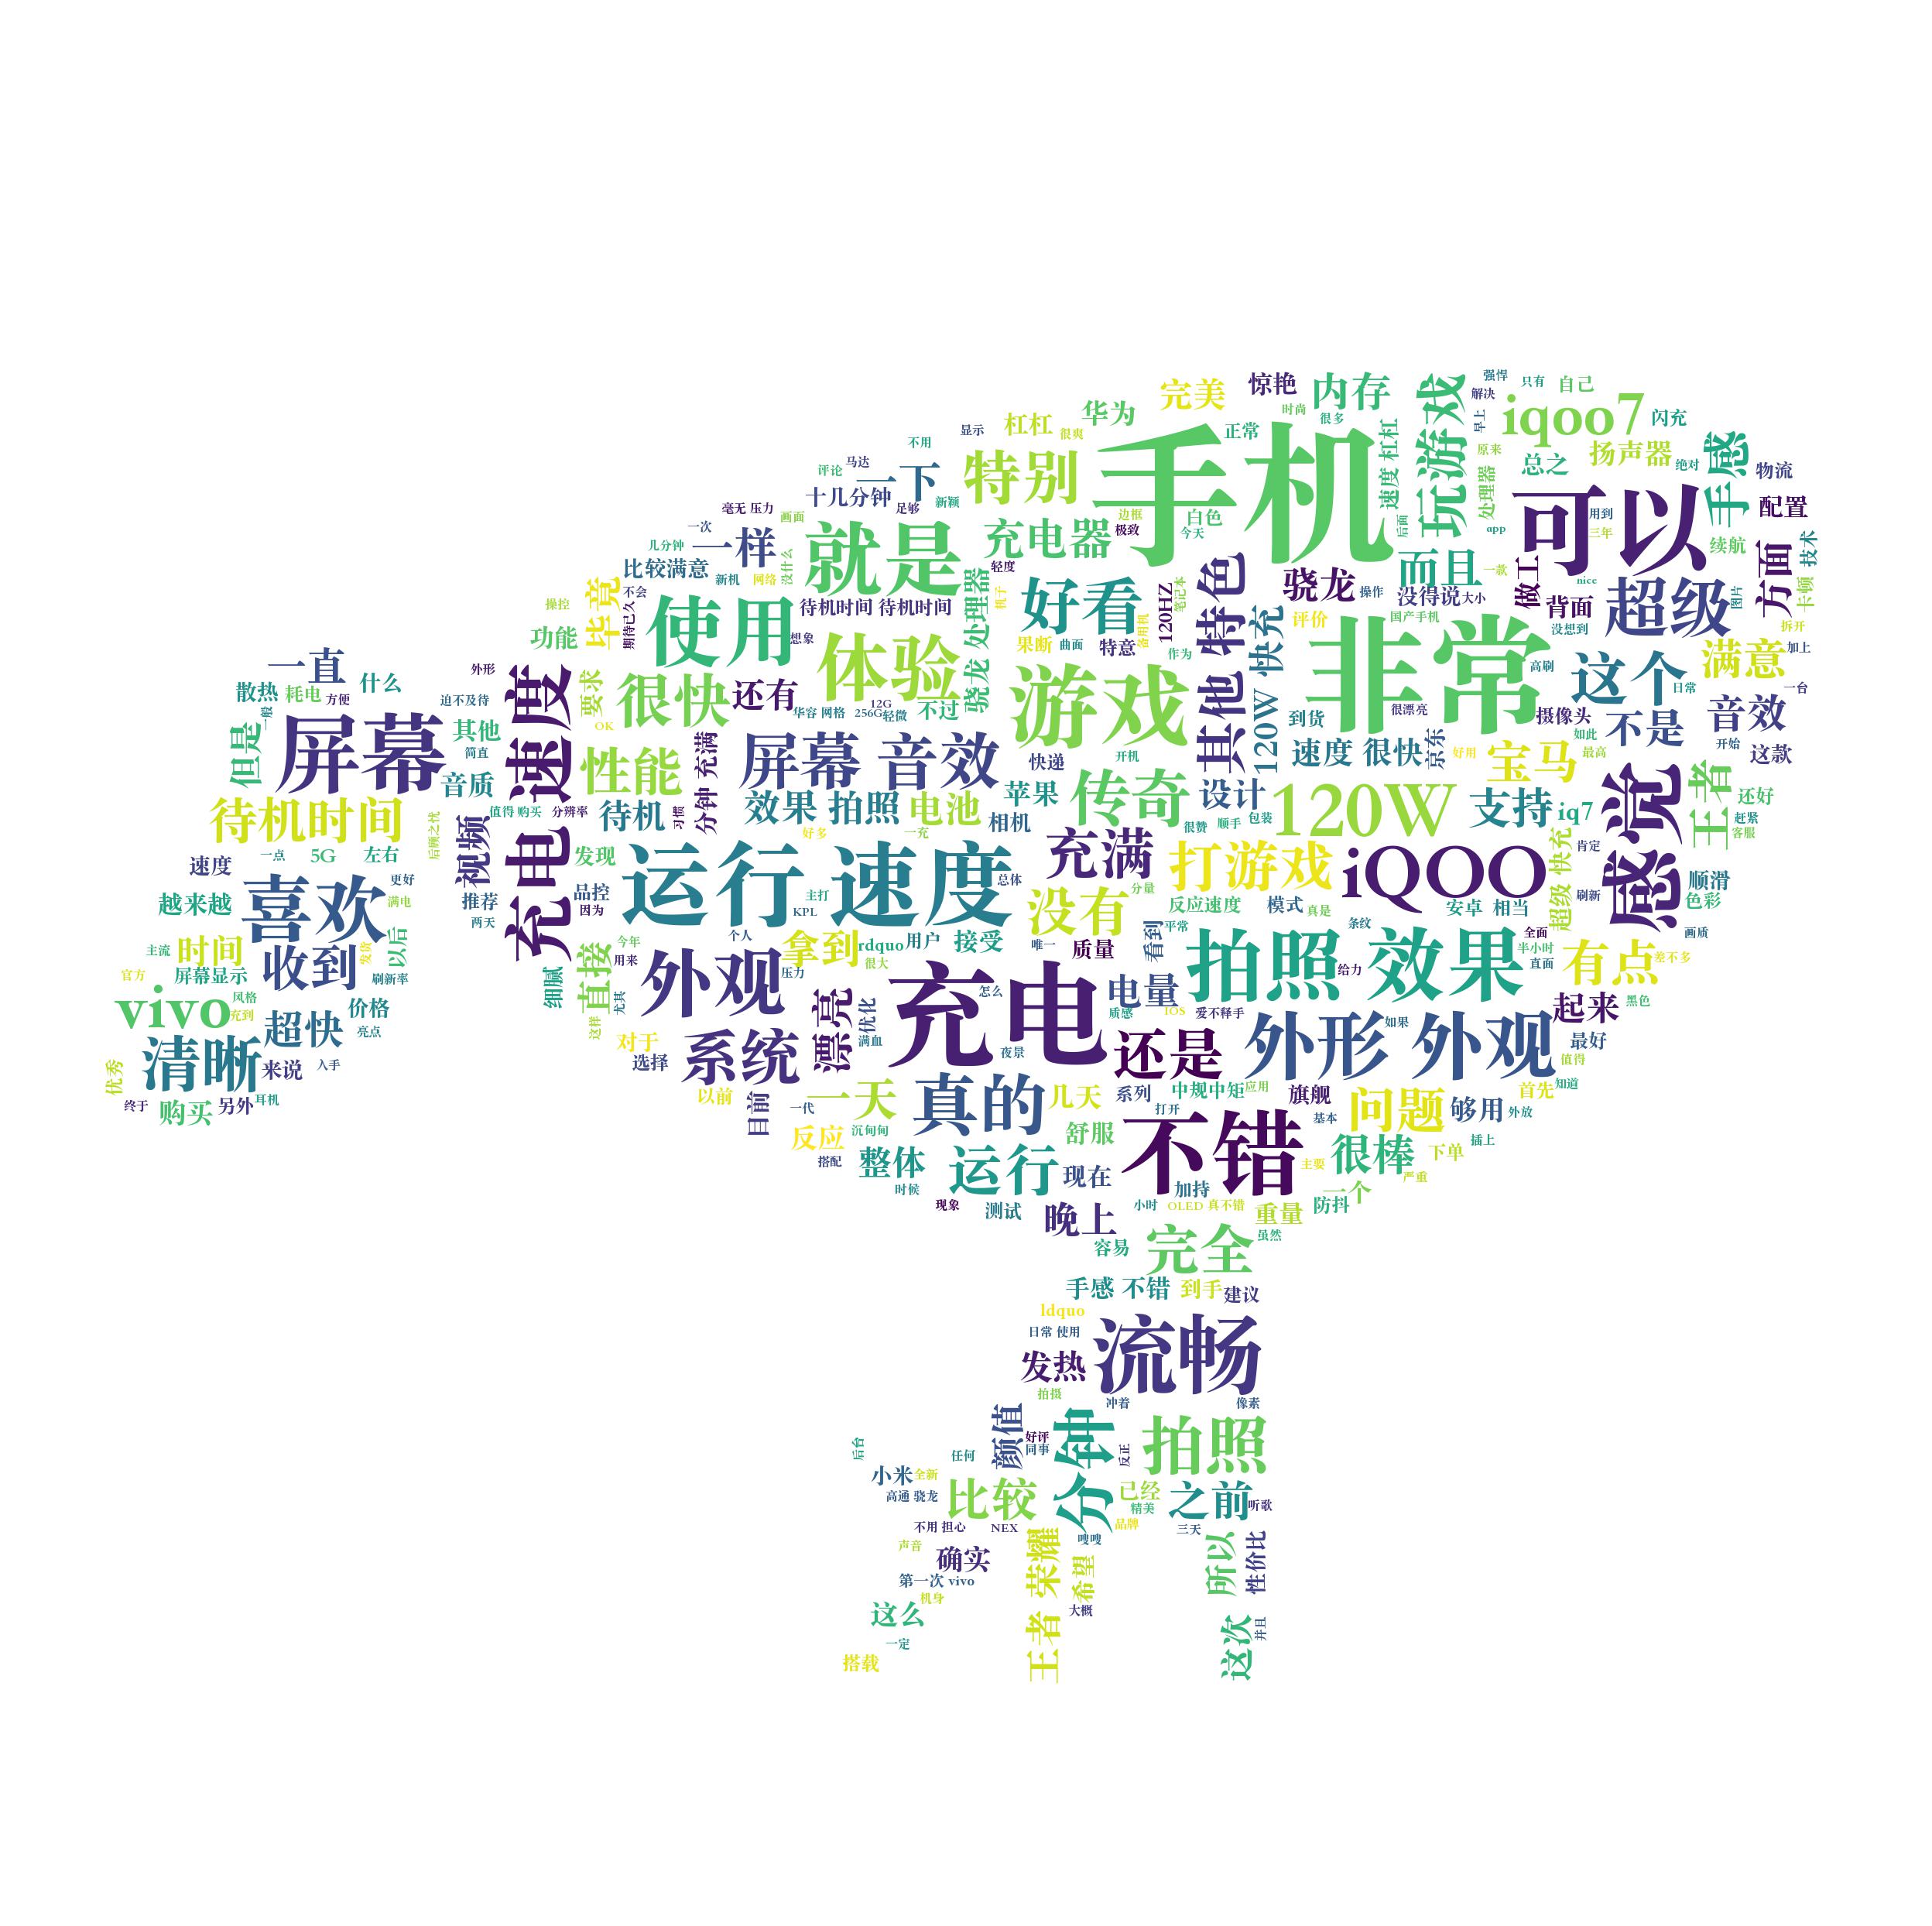 强悍 只有 自己
惊艳 内存
完美 时尚 很多
解决
华为 杠杠 很爽
正常
玩游戏
早上
iqoo7 闪充
手机
特别
显示
不用
马达
评论
一下
十几分钟
足够
新颖
速度 杠杠
原来
处理器
总之
扬声器
绝对
手感
物流
配置
可以
用到
三年
续航
技术
毫无 压力
画面
一次
一样
几分钟
比较满意
新机
网络
没什么
就是
充电器
边框
极致
白色
今天
后面
app
而且
一款
nice
做工
背面
超级
图片
方面
卡顿
拆开
轻度
好看
120HZ
笔记本
其他 特色
骁龙
操作
没得说
大小
国产手机
没想到
评价
120W 快充
操控
功能
毕竟
不会
期待已久
使用
待机时间 待机时间
想象
体验
骁龙 处理器
机子
果断
曲面
特意
备用机
作为
非常
高刷
这个
日常
满意
加上
一台
一直
散热
耗电
方便
什么
一般
但是
屏幕
其他
简直
外形
迫不及待
速度
要求
OK
很快
还有
华容 网格
12G
256G
轻微
不过
游戏
到货
很漂亮
摄像头
如此
不是
音效
开始
这款
音质
性能
分钟 充满
屏幕 音效
快递
开机
速度 很快
京东
好用
宝马
最高
感觉
王者
还好
赶紧
客服
待机时间
后顾之忧
值得 购买
分辨率
待机
习惯
效果 拍照
电池
苹果
传奇
设计
包装
120W
支持
iq7
速度
一点
5G
左右
视频
充电
发现
好多
一充
相机
充满
很赞
顺手
打游戏
iQOO
超级 快充
肯定
刷新
顺滑
色彩
越来越
喜欢
更好
满电
推荐
两天
品控
因为
运行 速度
主打
KPL
总体
没有
分量
反应速度
模式
真是
安卓 相当
主流
时间
收到
发货
以后
官方
屏幕显示
刷新率
今年
用来
个人
拿到
rdquo
很大
用户
接受
唯一
质量
看到
平常
条纹
全面
半小时
直面
画质
差不多
有点
拍照 效果
给力
vivo
风格
充到
价格
超快
亮点
细腻
直接
尤其
这样
外观
压力
漂亮
优化
满血
充电
怎么
电量
质感
IOS
爱不释手
外形 外观
如果
起来
黑色
最好
值得
清晰
来说
入手
优秀
终于
购买
另外
耳机
对于
选择
系统
夜景
还是
以前
目前
一代
一天
真的
几天
系列
中规中矩
应用
旗舰
问题
够用
首先
知道
外放
反应
沉甸甸
打开
舒服
不错
基本
很棒
下单
插上
搭配
整体
时候
运行
现在
加持
主要
严重
一个
现象
测试
晚上
小时
OLED 真不错
重量
防抖
虽然
容易
完全
手感 不错
到手
建议
ldquo
日常 使用
流畅
发热
拍摄
冲着
像素
后台
颜值
好评
同事
分钟
反正
拍照
任何
小米
全新
高通 骁龙
比较
已经
精美
之前
听歌
不用 担心
NEX
品牌
三天
嗖嗖
声音
确实
王者 荣耀
希望
所以
性价比
第一次 vivo
机身
大概
这么
这次
并且
一定
搭载